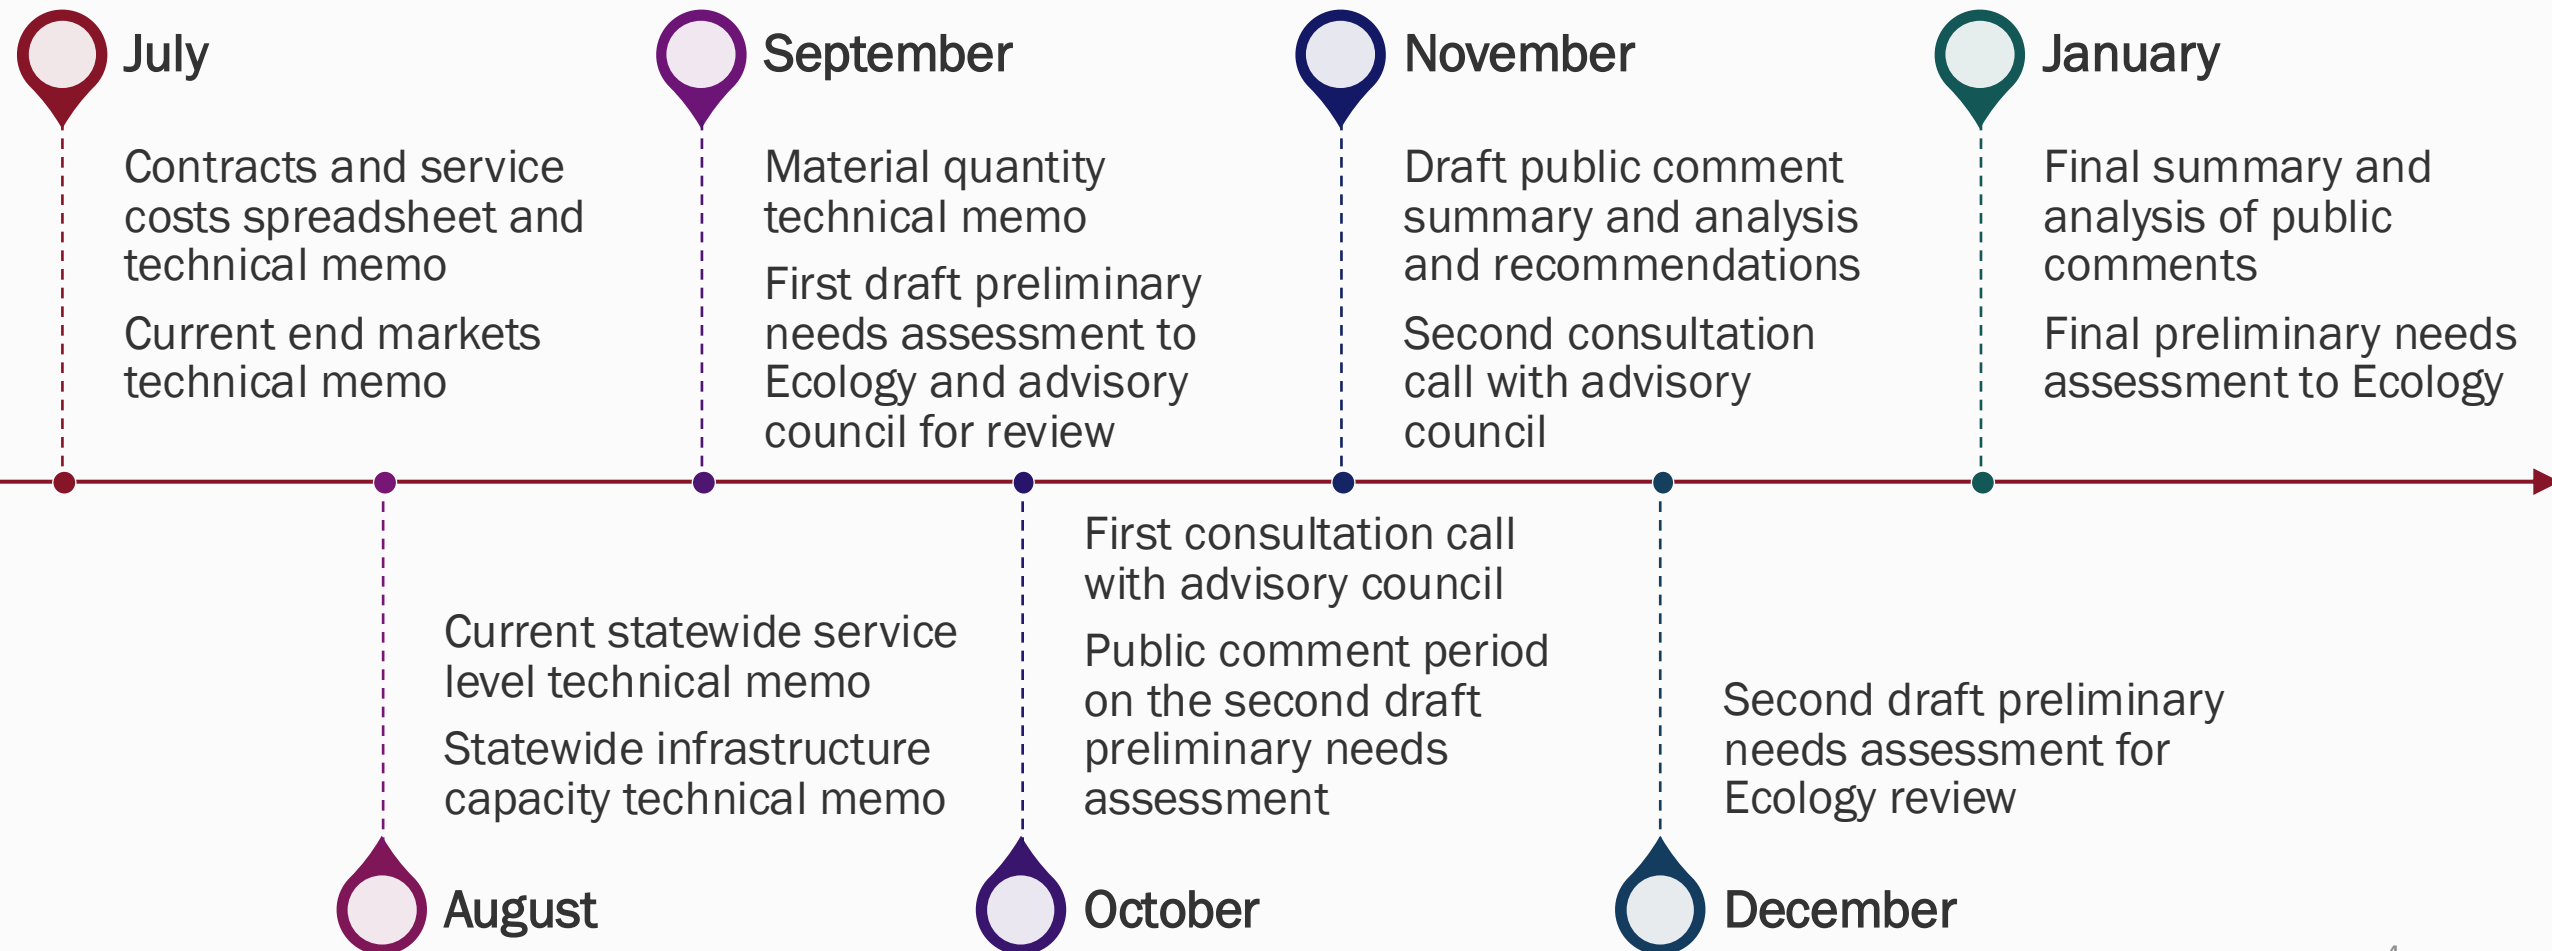 July
Contracts and service
costs spreadsheet and
technical memo
Current end markets
technical memo
September
Material quantity
technical memo
First draft preliminary
needs assessment to
Ecology and advisory
council for review
November
Draft public comment
summary and analysis
and recommendations
Second consultation
call with advisory
council
January
Final summary and
analysis of public
comments
Final preliminary needs
assessment to Ecology
Current statewide service
level technical memo
Statewide infrastructure
capacity technical memo
August
First consultation call
with advisory council
Public comment period
on the second draft
preliminary needs
assessment
October
Second draft preliminary
needs assessment for
Ecology review
December